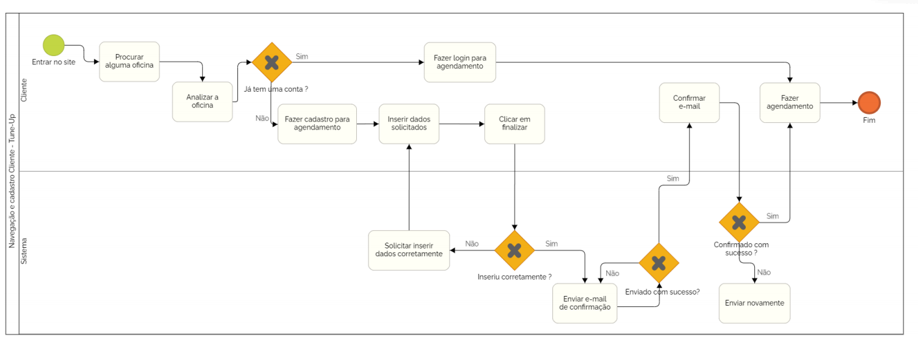 Navegação e cadastro Cliente - Tune-Up
Cliente
Entrar no site
Procurar
alguma oficina
Analizar a
oficina
Já tem uma conta ?
Sim
Fazer login para
agendamento
Não
Fazer cadastro para
agendamento
Inserir dados
solicitados
Clicar em
finalizar
Confirmar
e-mail
Fazer
agendamento
Fim
Sistema
Solicitar inserir
dados corretamente
Não
Inseriu corretamente ?
Sim
Enviar e-mail
de confirmação
Não
Enviado com sucesso?
Sim
Confirmado com
sucesso ?
Sim
Não
Enviar novamente